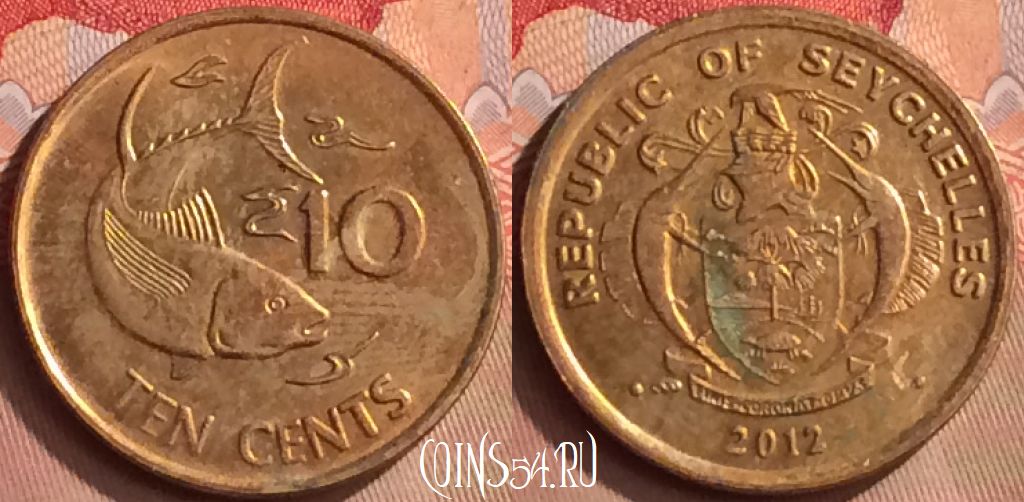 10
TEN CENTS
REPUBLIC OF SEYCHELLES
2012
COINS54.RU